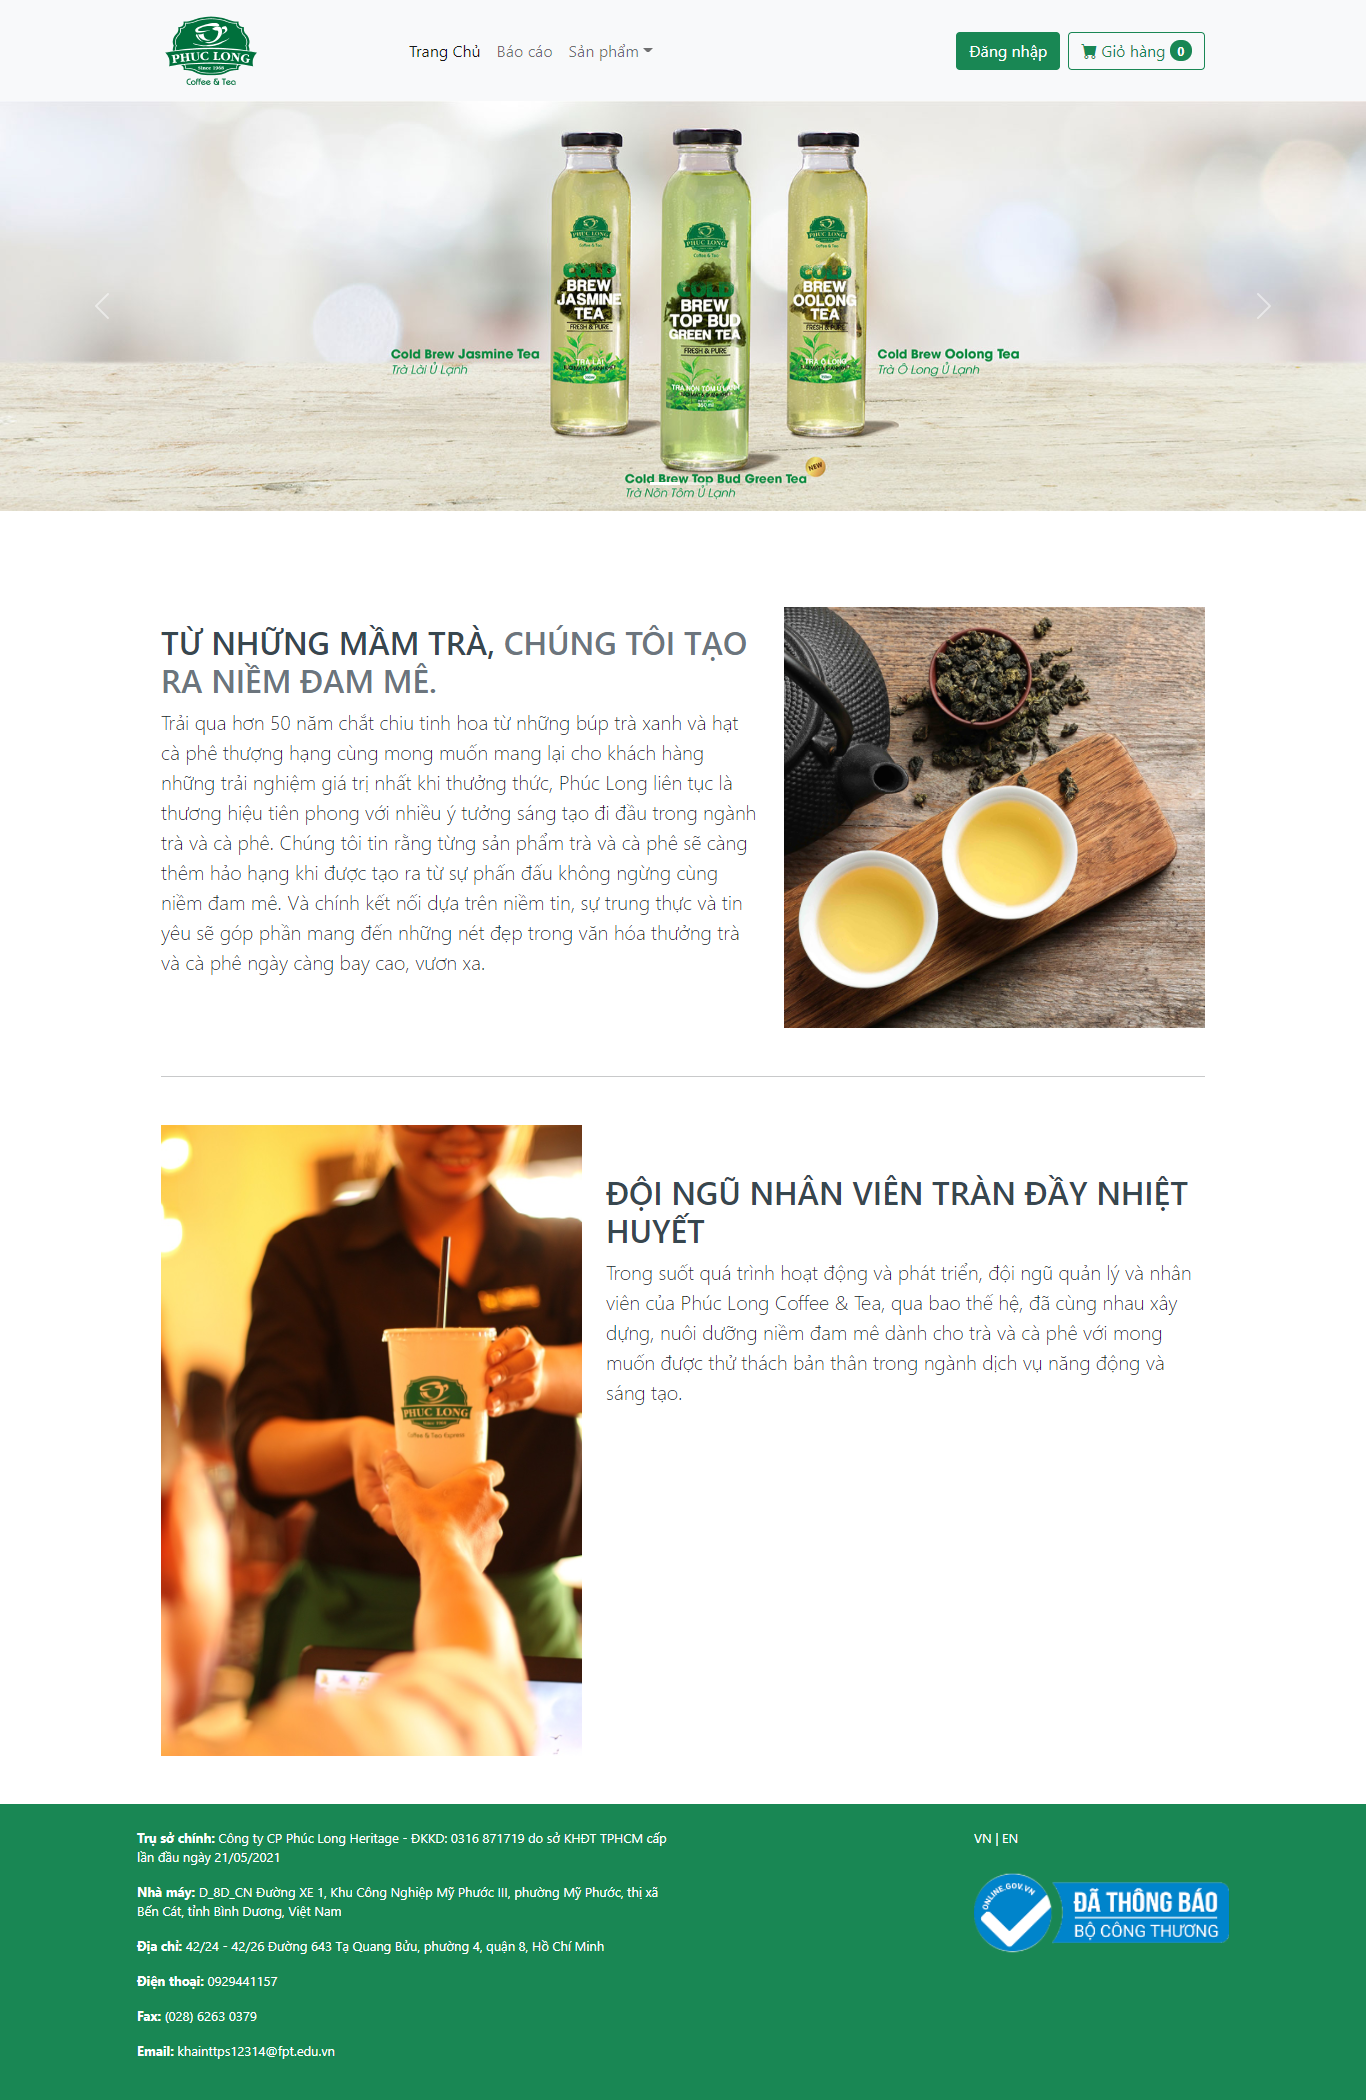 PHUC LONG
Since 1968
Coffee & Tea
Trang Chủ
Báo cáo
Sản phẩm
Đăng nhập
Giỏ hàng 0
PHUC LONG
Coffee & Tea
COLD
BREW
JASMINE
TEA
FRESH & PURE
TRÀ LÀI
PHUC LONG
Coffee & Tea
COLD
BREW
TOP BUD
GREEN TEA
FRESH & PURE
TRÀ NÕN TÔM Ủ LẠNH
PHUC LONG
Coffee & Tea
COLD
BREW
OOLONG
TEA
FRESH & PURE
TRÀ Ô LONG
Cold Brew Jasmine Tea
Trà Lài Ủ Lạnh
Cold Brew Oolong Tea
Trà Ô Long Ủ Lạnh
NEW
Cold Brew Top Bud Green Tea
Trà Nõn Tôm Ủ Lạnh
TỪ NHỮNG MẦM TRÀ, CHÚNG TÔI TẠO
RA NIỀM ĐAM MÊ.
Trải qua hơn 50 năm chắt chiu tinh hoa từ những búp trà xanh và hạt
cà phê thượng hạng cùng mong muốn mang lại cho khách hàng
những trải nghiệm giá trị nhất khi thưởng thức, Phúc Long liên tục là
thương hiệu tiên phong với nhiều ý tưởng sáng tạo đi đầu trong ngành
trà và cà phê. Chúng tôi tin rằng từng sản phẩm trà và cà phê sẽ càng
thêm hảo hạng khi được tạo ra từ sự phấn đấu không ngừng cùng
niềm đam mê. Và chính kết nối dựa trên niềm tin, sự trung thực và tin
yêu sẽ góp phần mang đến những nét đẹp trong văn hóa thưởng trà
và cà phê ngày càng bay cao, vươn xa.
PHUC LONG
Since 1968
Coffee & Tea Express
ĐỘI NGŨ NHÂN VIÊN TRÀN ĐẦY NHIỆT
HUYẾT
Trong suốt quá trình hoạt động và phát triển, đội ngũ quản lý và nhân
viên của Phúc Long Coffee & Tea, qua bao thế hệ, đã cùng nhau xây
dựng, nuôi dưỡng niềm đam mê dành cho trà và cà phê với mong
muốn được thử thách bản thân trong ngành dịch vụ năng động và
sáng tạo.
Trụ sở chính: Công ty CP Phúc Long Heritage - ĐKKD: 0316 871719 do sở KHĐT TPHCM cấp
lần đầu ngày 21/05/2021
Nhà máy: D_8D_CN Đường XE 1, Khu Công Nghiệp Mỹ Phước III, phường Mỹ Phước, thị xã
Bến Cát, tỉnh Bình Dương, Việt Nam
Địa chỉ: 42/24 - 42/26 Đường 643 Tạ Quang Bửu, phường 4, quận 8, Hồ Chí Minh
Điện thoại: 0929441157
Fax: (028) 6263 0379
Email: khainttps12314@fpt.edu.vn
VN | EN
ONLINE.GOV.VN
ĐÃ THÔNG BÁO
BỘ CÔNG THƯƠNG